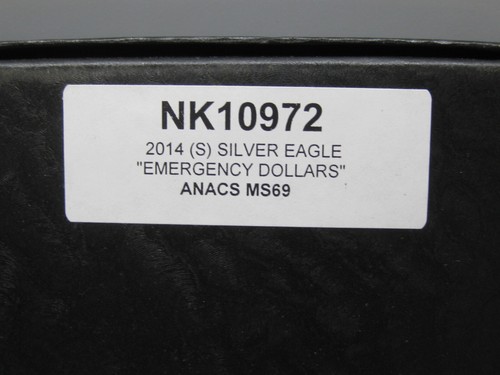 NK10972
2014 (S) SILVER EAGLE
"EMERGENCY DOLLARS"
ANACS MS69